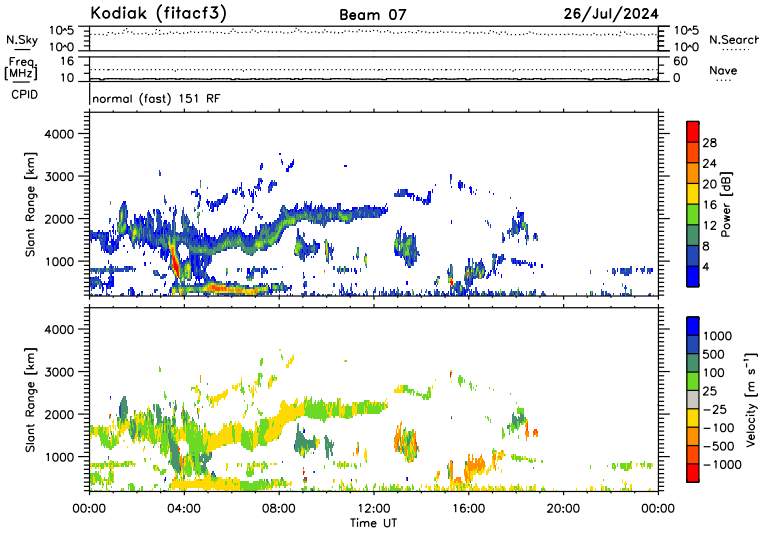 Kodiak (fitacf3) Beam 07 26/Jul/2024
N.Sky 10^5 10^0 10^5 10^0 N.Search
Freq. [MHz] 16 10 60 0 Nave
CPID normal (fast) 151 RF
Slant Range [km] 4000 3000 2000 1000
Power [dB] 28 24 20 16 12 8 4
Slant Range [km] 4000 3000 2000 1000
Velocity [m s⁻¹] 1000 500 100 25 −25 −100 −500 −1000
00:00 04:00 08:00 12:00 16:00 20:00 00:00
Time UT